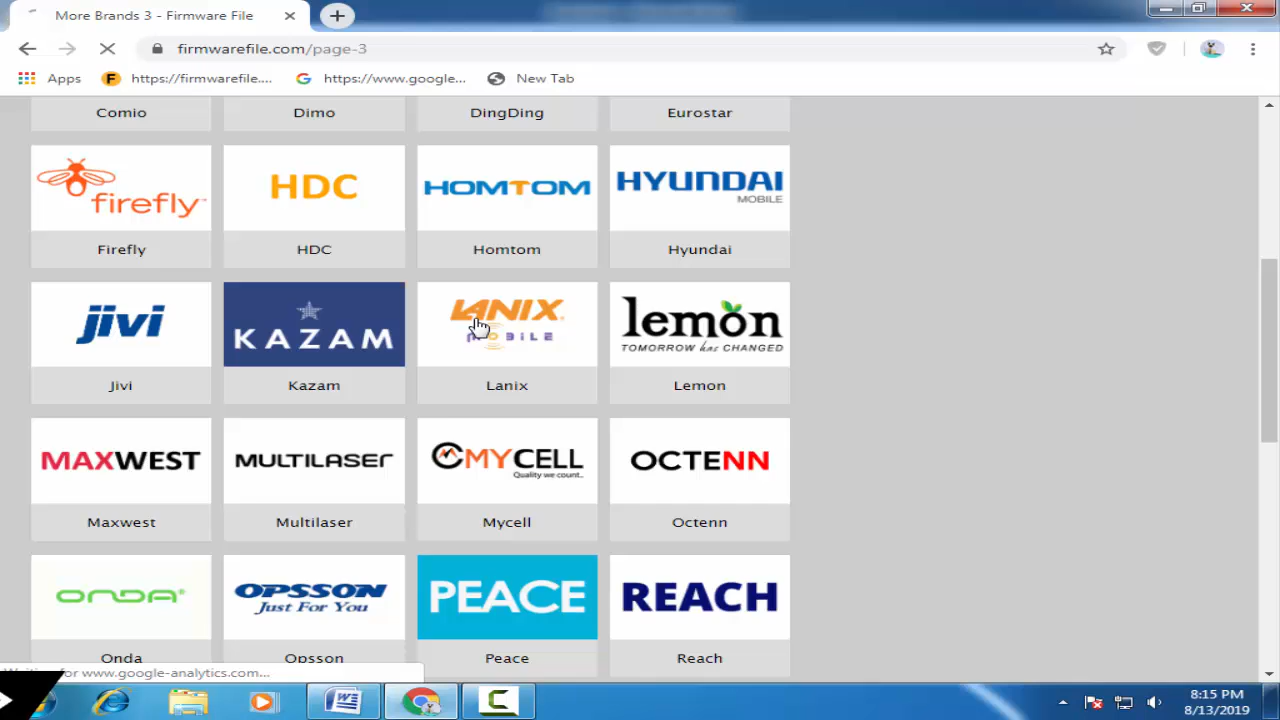 More Brands 3 - Firmware File
firmwarefile.com/page-3
Apps
https://firmwarefile....
https://www.google...
New Tab
Comio
Dimo
DingDing
Eurostar
firefly
HDC
HOMTOM
HYUNDAI
MOBILE
Firefly
HDC
Homtom
Hyundai
jivi
KAZAM
LANIX
MOBILE
lemon
TOMORROW has CHANGED
Jivi
Kazam
Lanix
Lemon
MAXWEST
MULTILASER
MYCELL
Quality we count..
OCTENN
Maxwest
Multilaser
Mycell
Octenn
ONDA
OPSSON
Just For You
PEACE
REACH
Onda
Opsson
Peace
Reach
for www.google-analytics.com...
8:15 PM
8/13/2019